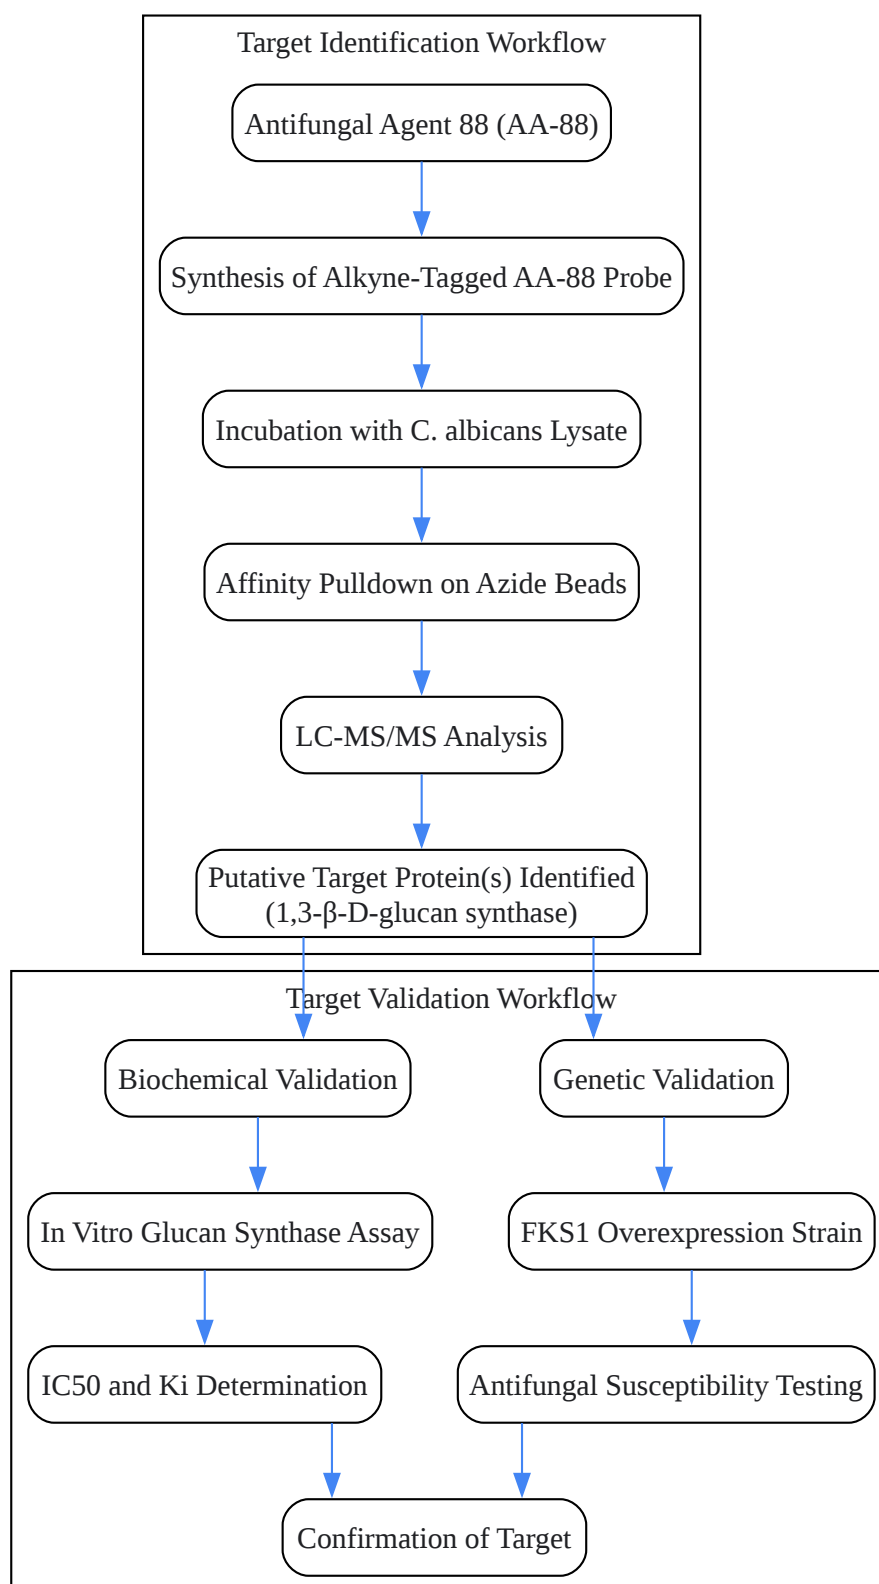 Target Identification Workflow
Antifungal Agent 88 (AA-88)
Synthesis of Alkyne-Tagged AA-88 Probe
Incubation with C. albicans Lysate
Affinity Pulldown on Azide Beads
LC-MS/MS Analysis
Putative Target Protein(s) Identified
(1,3-β-D-glucan synthase)
Target Validation Workflow
Biochemical Validation
Genetic Validation
In Vitro Glucan Synthase Assay
FKS1 Overexpression Strain
IC50 and Ki Determination
Antifungal Susceptibility Testing
Confirmation of Target